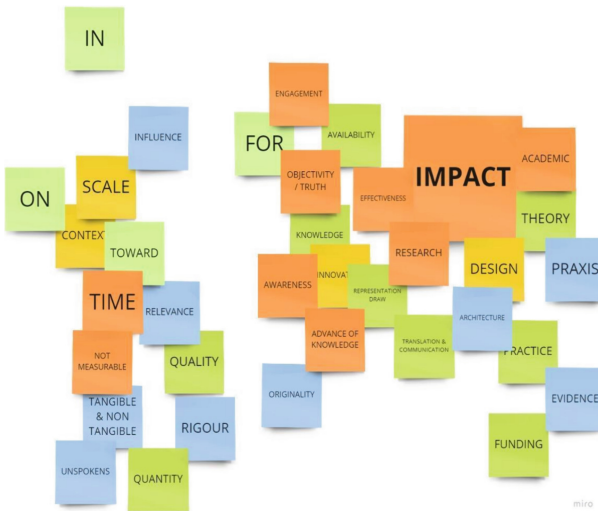 IN
INFLUENCE
SCALE
ON
CONTEX
TOWARD
TIME
RELEVANCE
NOT
MEASURABLE
QUALITY
TANGIBLE
& NON
TANGIBLE
RIGOUR
UNSPOKENS
QUANTITY
ENGAGEMENT
FOR
AVAILABILITY
OBJECTIVITY
/ TRUTH
EFFECTIVENESS
IMPACT
ACADEMIC
THEORY
KNOWLEDGE
RESEARCH
INNOVAT
AWARENESS
REPRESENTATION
DRAW
DESIGN
PRAXIS
ADVANCE OF
KNOWLEDGE
ARCHITECTURE
TRANSLATION &
COMMUNICATION
PRACTICE
ORIGINALITY
EVIDENCE
FUNDING
miro